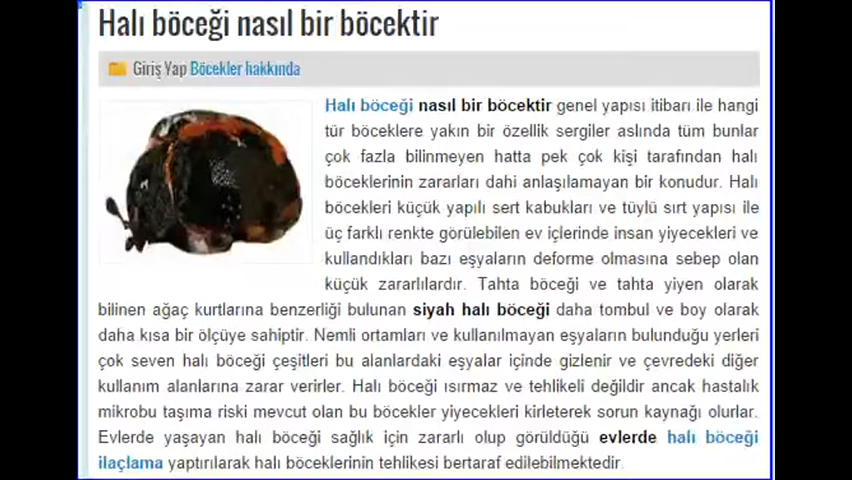 Halı böceği nasıl bir böcektir
Giriş Yap Böcekler hakkında
Halı böceği nasıl bir böcektir genel yapısı itibarı ile hangi
tür böceklere yakın bir özellik sergiler aslında tüm bunlar
çok fazla bilinmeyen hatta pek çok kişi tarafından halı
böceklerinin zararları dahi anlaşılamayan bir konudur. Halı
böcekleri küçük yapılı sert kabukları ve tüylü sırt yapısı ile
üç farklı renkte görülebilen ev içlerinde insan yiyecekleri ve
kullandıkları bazı eşyaların deforme olmasına sebep olan
küçük zararlılardır. Tahta böceği ve tahta yiyen olarak
bilinen ağaç kurtlarına benzerliği bulunan siyah halı böceği daha tombul ve boy olarak
daha kısa bir ölçüye sahiptir. Nemli ortamları ve kullanılmayan eşyaların bulunduğu yerleri
çok seven halı böceği çeşitleri bu alanlardaki eşyalar içinde gizlenir ve çevredeki diğer
kullanım alanlarına zarar verirler. Halı böceği ısırmaz ve tehlikeli değildir ancak hastalık
mikrobu taşıma riski mevcut olan bu böcekler yiyecekleri kirleterek sorun kaynağı olurlar.
Evlerde yaşayan halı böceği sağlık için zararlı olup görüldüğü evlerde halı böceği
ilaçlama yaptırılarak halı böceklerinin tehlikesi bertaraf edilebilmektedir.